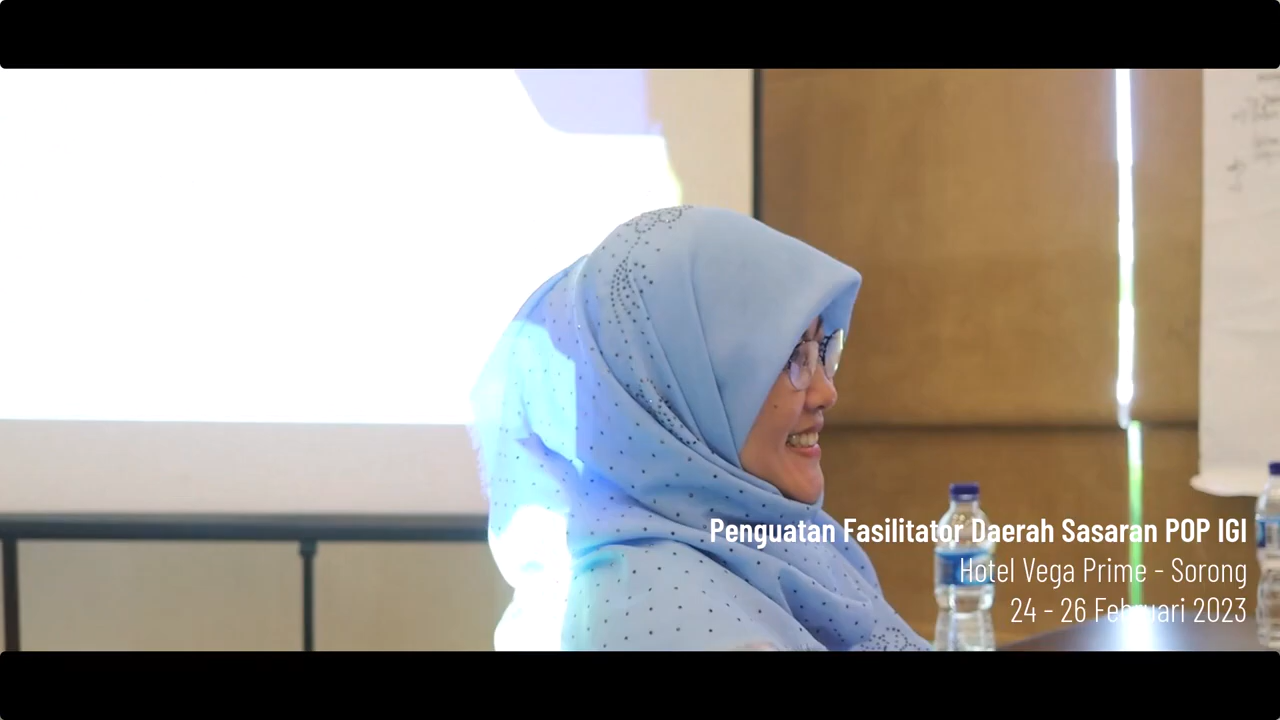 Penguatan Fasilitator Daerah Sasaran POP IGI
Hotel Vega Prime - Sorong
24 - 26 Februari 2023